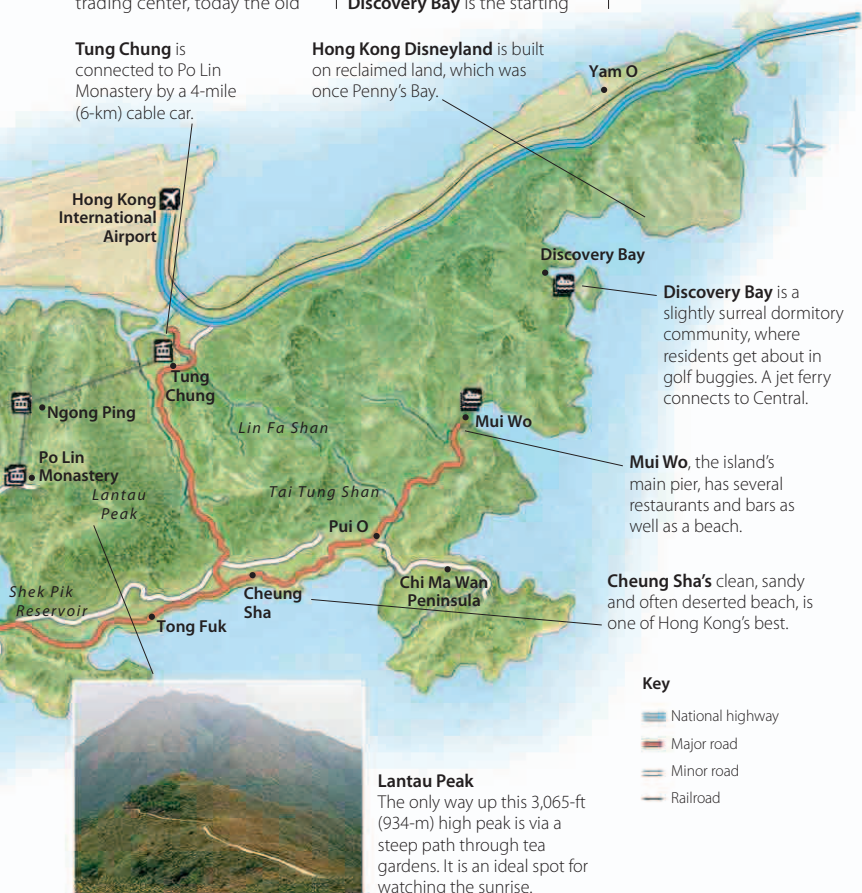 trading center, today the old
Discovery Bay is the starting
Tung Chung is
connected to Po Lin
Monastery by a 4-mile
(6-km) cable car.
Hong Kong Disneyland is built
on reclaimed land, which was
once Penny's Bay.
Yam O
Hong Kong
International
Airport
Discovery Bay
Discovery Bay is a
slightly surreal dormitory
community, where
residents get about in
golf buggies. A jet ferry
connects to Central.
Tung
Chung
Ngong Ping
Lin Fa Shan
Mui Wo
Po Lin
Monastery
Lantau
Peak
Tai Tung Shan
Mui Wo, the island's
main pier, has several
restaurants and bars as
well as a beach.
Pui O
Chi Ma Wan
Peninsula
Cheung
Sha
Cheung Sha's clean, sandy
and often deserted beach, is
one of Hong Kong's best.
Shek Pik
Reservoir
Tong Fuk
Key
National highway
Major road
Minor road
Railroad
Lantau Peak
The only way up this 3,065-ft
(934-m) high peak is via a
steep path through tea
gardens. It is an ideal spot for
watching the sunrise.